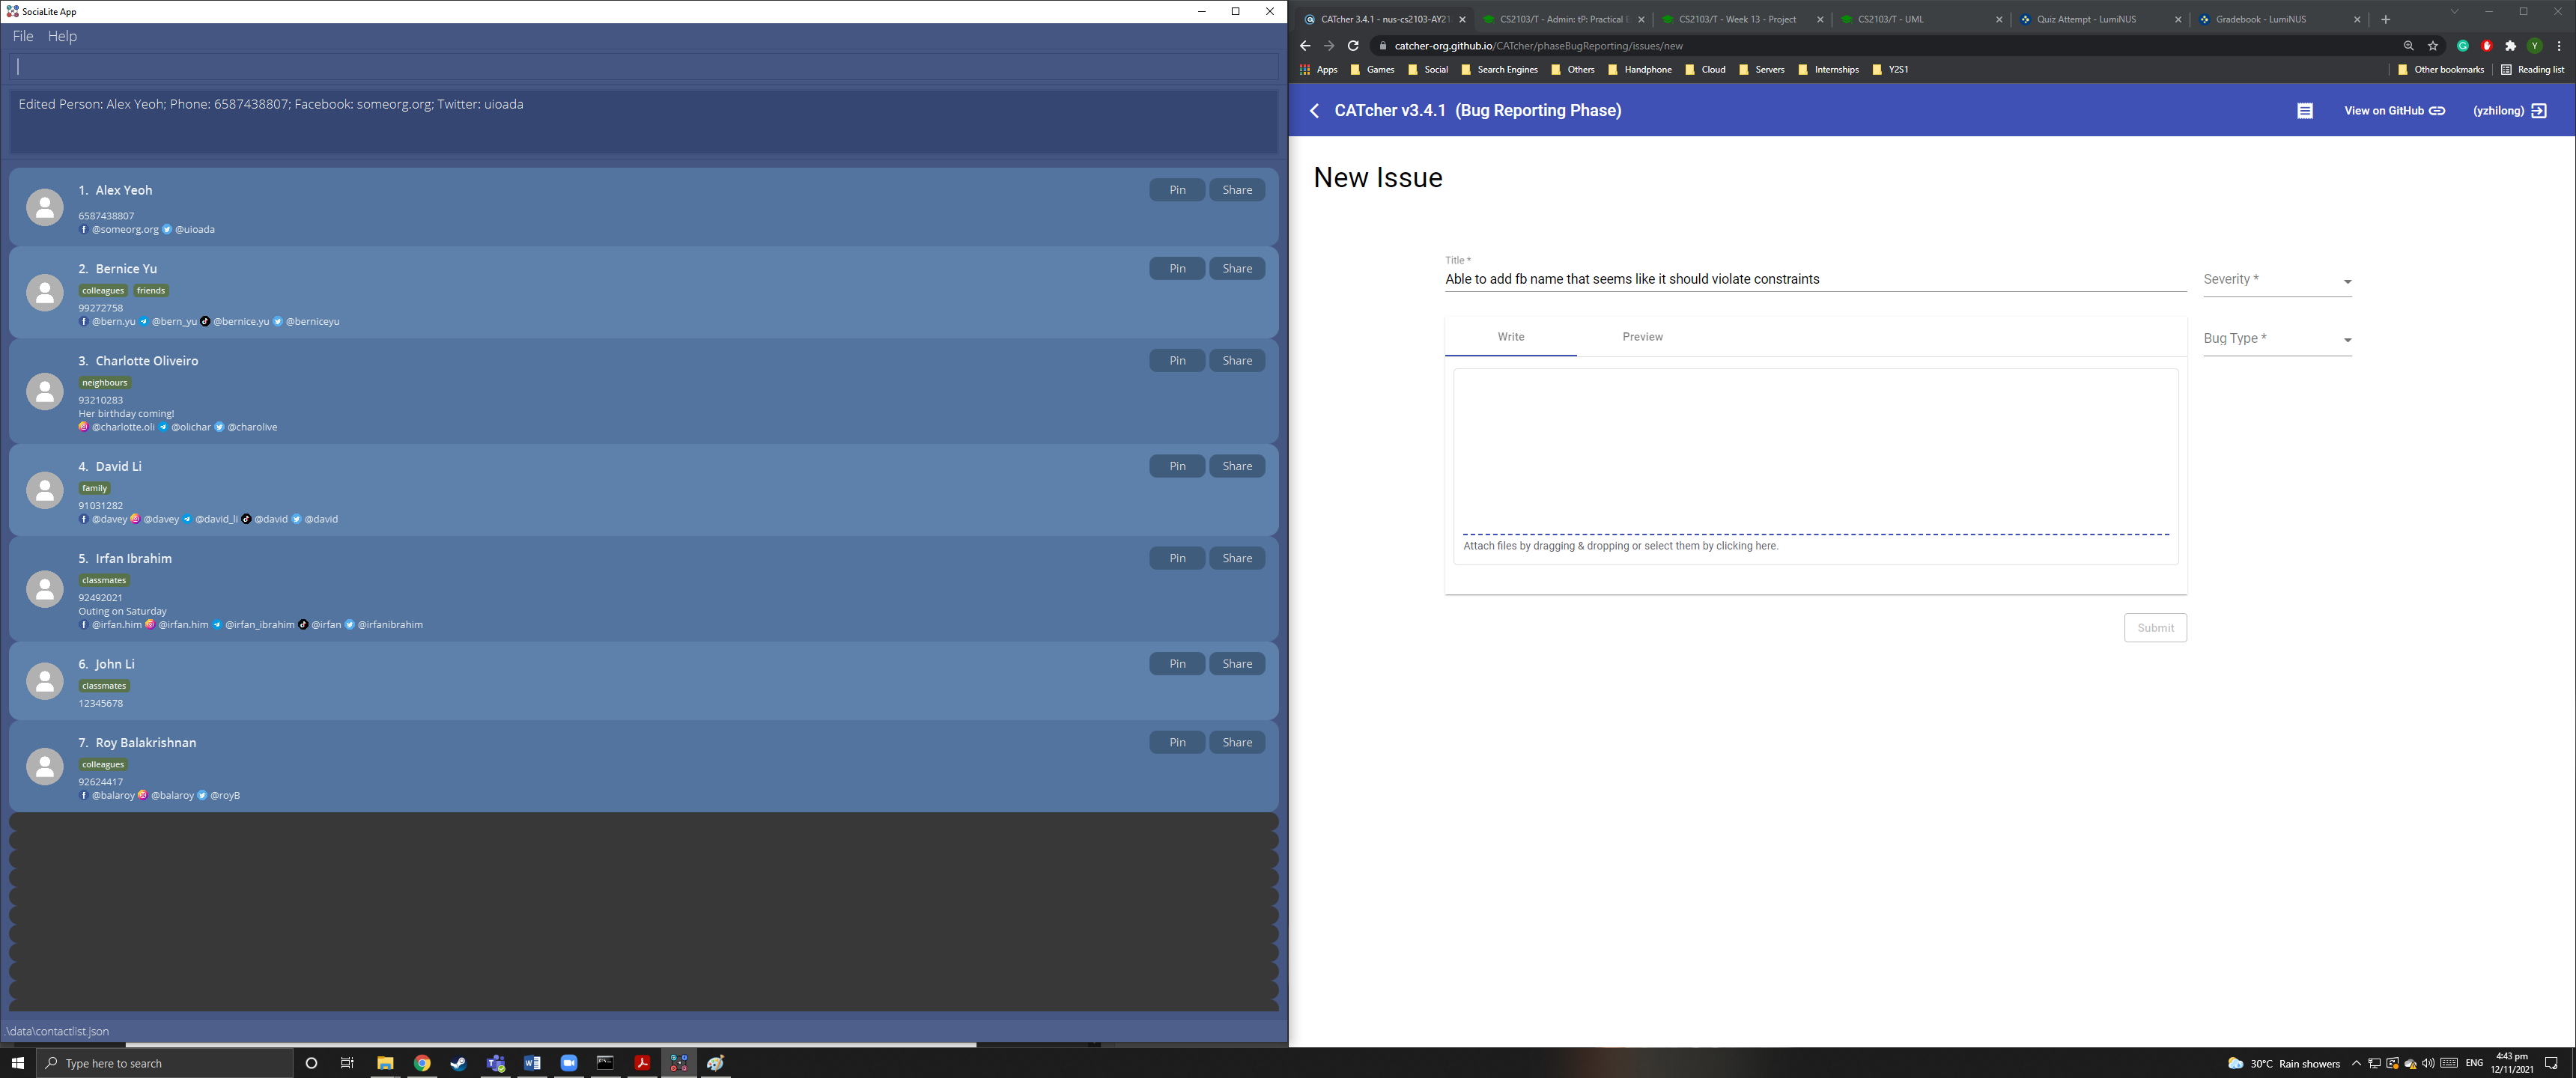 SociaLite App
File Help
Edited Person: Alex Yeoh; Phone: 6587438807; Facebook: someorg.org; Twitter: uioada
1. Alex Yeoh
Pin Share
6587438807
@someorg.org @uioada
2. Bernice Yu
Pin Share
colleagues friends
99272758
@bern.yu @bern_yu @bernice.yu @berniceyu
3. Charlotte Oliveiro
Pin Share
neighbours
93210283
Her birthday coming!
@charlotte.oli @olichar @charolive
4. David Li
Pin Share
family
91031282
@davey @davey @david_li @david @david
5. Irfan Ibrahim
Pin Share
classmates
92492021
Outing on Saturday
@irfan.him @irfan.him @irfan_ibrahim @irfan @irfanibrahim
6. John Li
Pin Share
classmates
12345678
7. Roy Balakrishnan
Pin Share
colleagues
92624417
@balaroy @balaroy @royB
.\data\contactlist.json
CATcher 3.4.1 - nus-cs2103-AY21 CS2103/T - Admin: tP: Practical E CS2103/T - Week 13 - Project CS2103/T - UML Quiz Attempt - LumiNUS Gradebook - LumiNUS
catcher-org.github.io/CATcher/phaseBugReporting/issues/new
Apps Games Social Search Engines Others Handphone Cloud Servers Internships Y2S1 Other bookmarks Reading list
CATcher v3.4.1 (Bug Reporting Phase) View on GitHub (yzhilong)
New Issue
Title *
Able to add fb name that seems like it should violate constraints
Severity *
Write Preview
Bug Type *
Attach files by dragging & dropping or select them by clicking here.
Submit
Type here to search
30°C Rain showers ENG
4:43 pm
12/11/2021